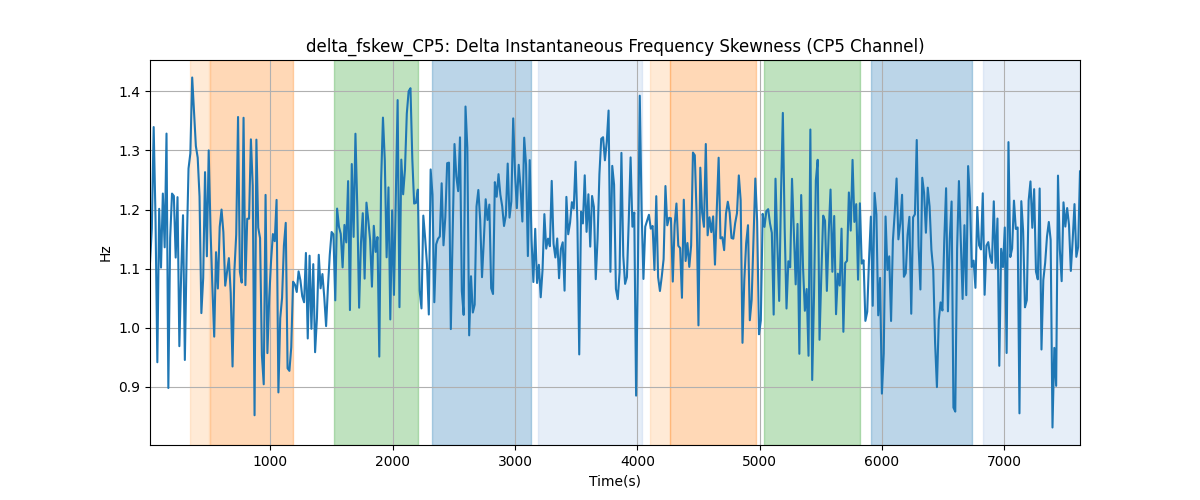 delta_fskew_CP5: Delta Instantaneous Frequency Skewness (CP5 Channel)
1.4
1.3
1.2
1.1
1.0
0.9
Hz
1000 2000 3000 4000 5000 6000 7000
Time(s)